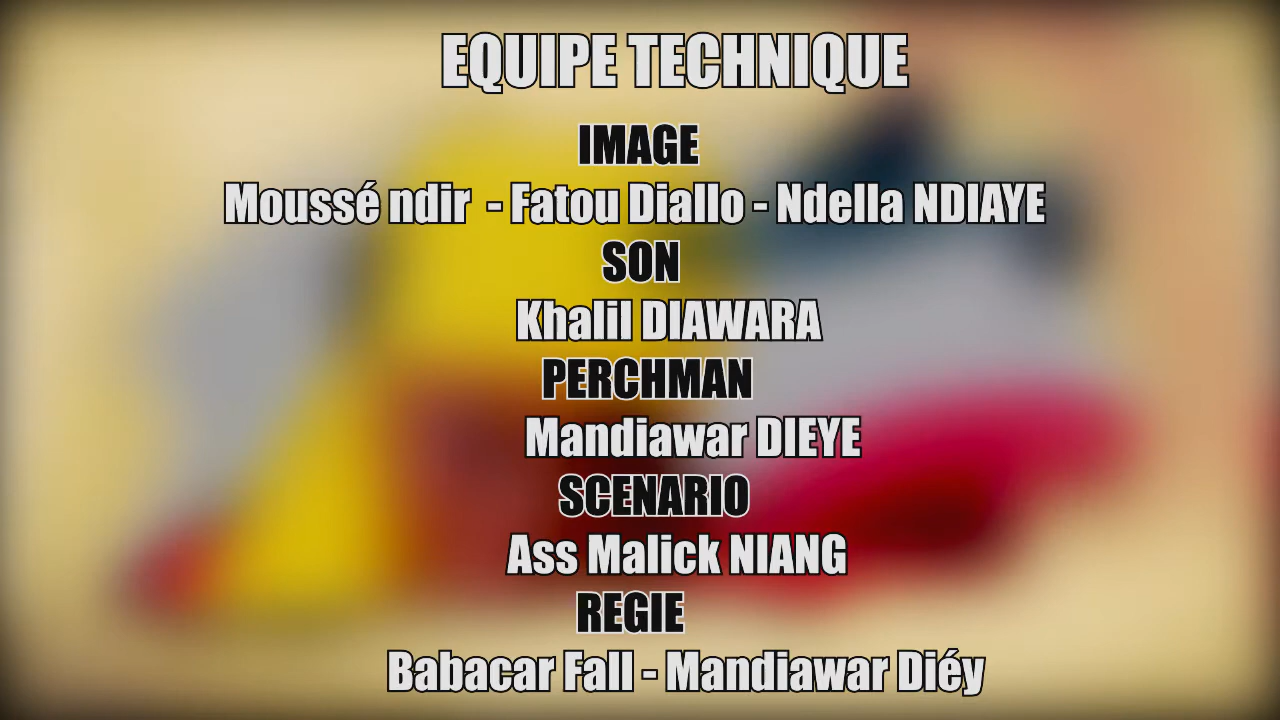 EQUIPE TECHNIQUE
IMAGE
Moussé ndir - Fatou Diallo - Ndella NDIAYE
SON
Khalil DIAWARA
PERCHMAN
Mandiawar DIEYE
SCENARIO
Ass Malick NIANG
REGIE
Babacar Fall - Mandiawar Diéy